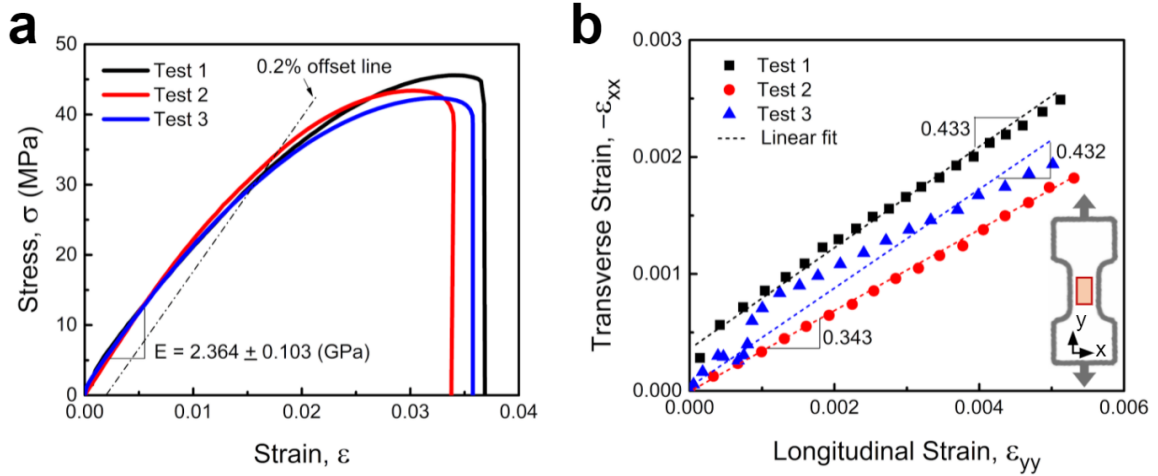 a
50
40
30
20
10
0
0.00
0.01
0.02
0.03
0.04
Stress, σ (MPa)
Strain, ε
Test 1
Test 2
Test 3
0.2% offset line
E = 2.364 ± 0.103 (GPa)
b
0.003
0.002
0.001
0.000
0.000
0.002
0.004
0.006
Transverse Strain, −εxx
Longitudinal Strain, εyy
Test 1
Test 2
Test 3
Linear fit
0.433
0.432
0.343
y
x